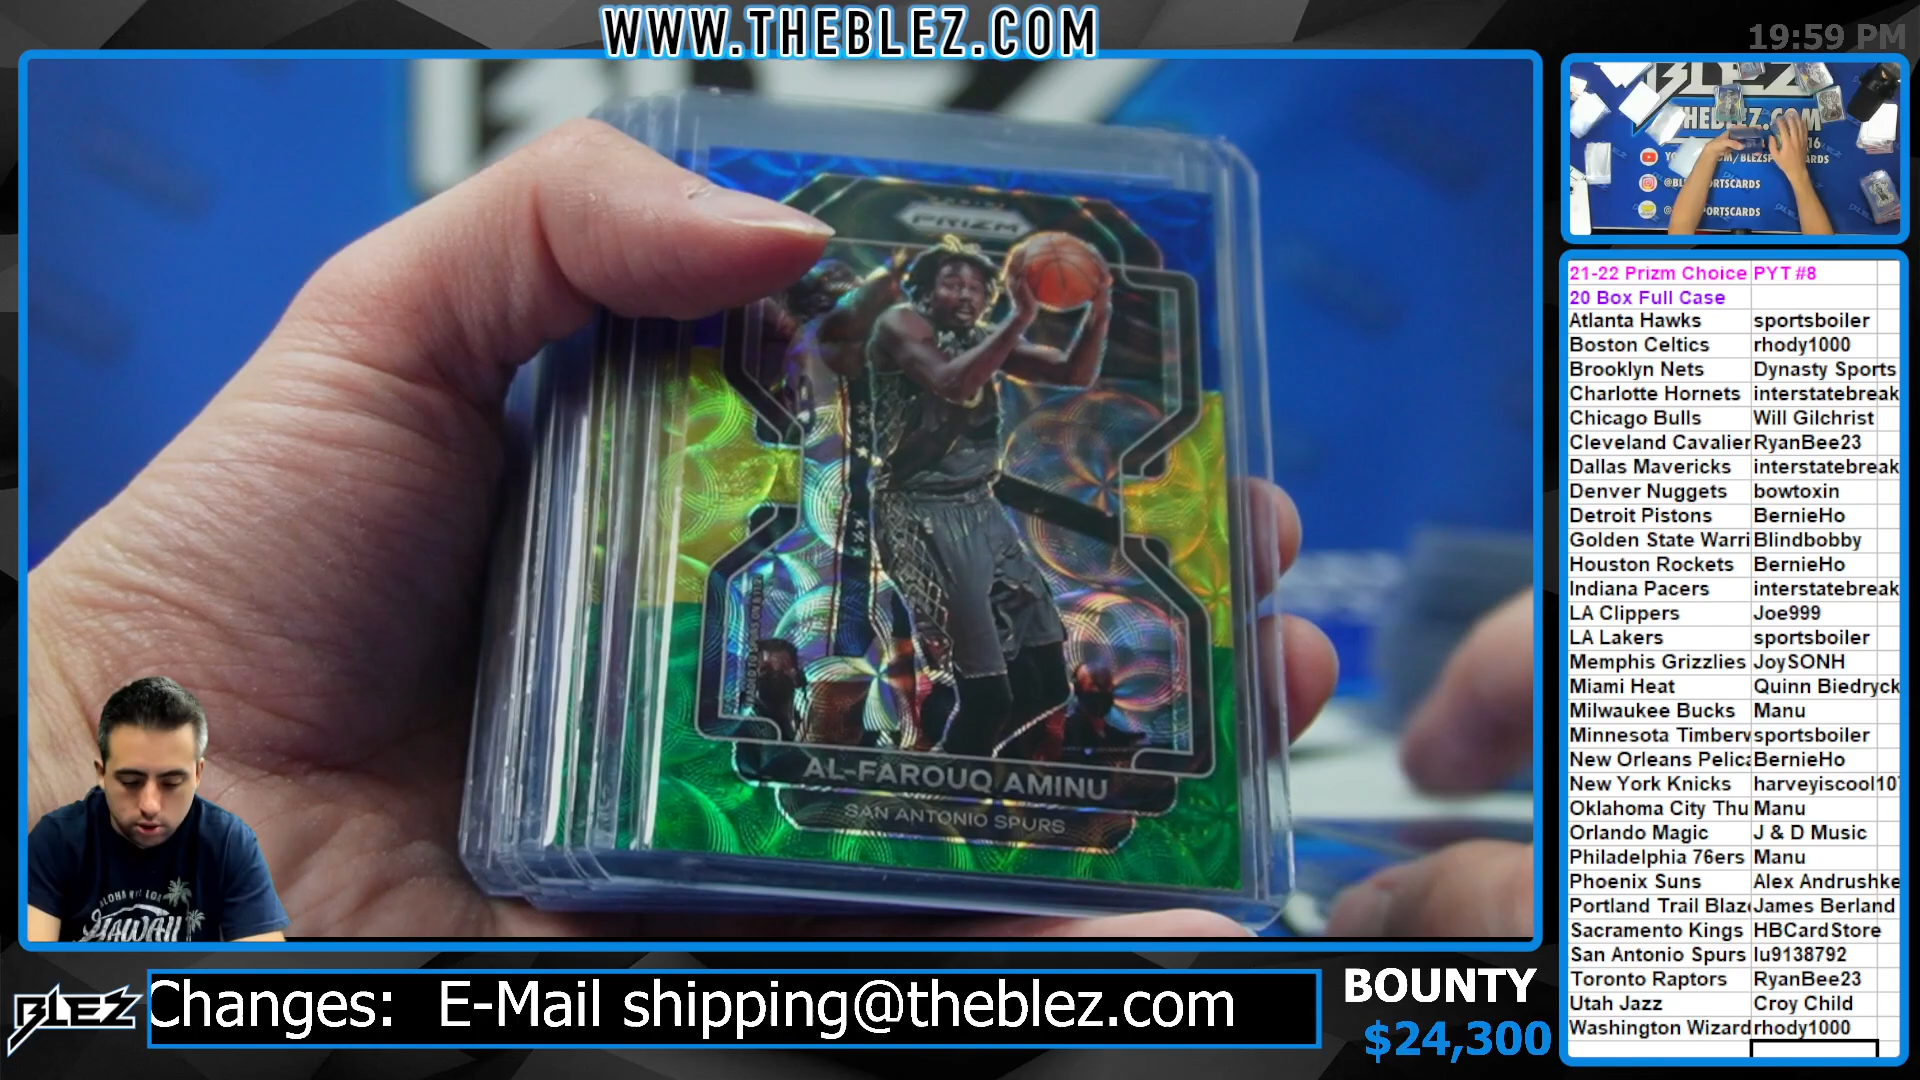 WWW.THEBLEZ.COM
19:59 PM
BLEZ
THEBLEZ.COM
PRIZM
AL-FAROUQ AMINU
SAN ANTONIO SPURS
21-22 Prizm Choice PYT #8
20 Box Full Case
Atlanta Hawks sportsboiler
Boston Celtics rhody1000
Brooklyn Nets Dynasty Sports
Charlotte Hornets interstatebreak
Chicago Bulls Will Gilchrist
Cleveland Cavalier RyanBee23
Dallas Mavericks interstatebreak
Denver Nuggets bowtoxin
Detroit Pistons BernieHo
Golden State Warri Blindbobby
Houston Rockets BernieHo
Indiana Pacers interstatebreak
LA Clippers Joe999
LA Lakers sportsboiler
Memphis Grizzlies JoySONH
Miami Heat Quinn Biedryck
Milwaukee Bucks Manu
Minnesota Timberv sportsboiler
New Orleans Pelica BernieHo
New York Knicks harveyiscool10
Oklahoma City Thu Manu
Orlando Magic J & D Music
Philadelphia 76ers Manu
Phoenix Suns Alex Andrushke
Portland Trail Blaz James Berland
Sacramento Kings HBCardStore
San Antonio Spurs lu9138792
Toronto Raptors RyanBee23
Utah Jazz Croy Child
Washington Wizard rhody1000
HAWAII
BLEZ
Changes: E-Mail shipping@theblez.com
BOUNTY
$24,300